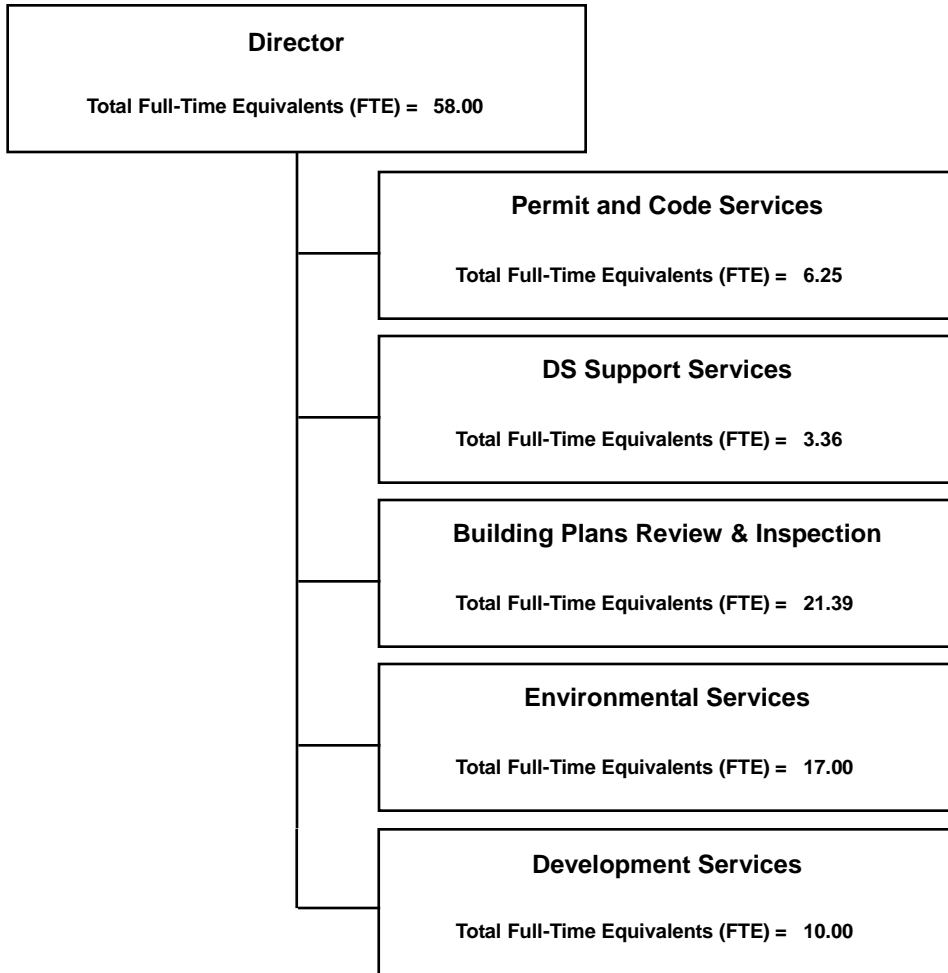 Director
Total Full-Time Equivalents (FTE) = 58.00
Permit and Code Services
Total Full-Time Equivalents (FTE) = 6.25
DS Support Services
Total Full-Time Equivalents (FTE) = 3.36
Building Plans Review & Inspection
Total Full-Time Equivalents (FTE) = 21.39
Environmental Services
Total Full-Time Equivalents (FTE) = 17.00
Development Services
Total Full-Time Equivalents (FTE) = 10.00